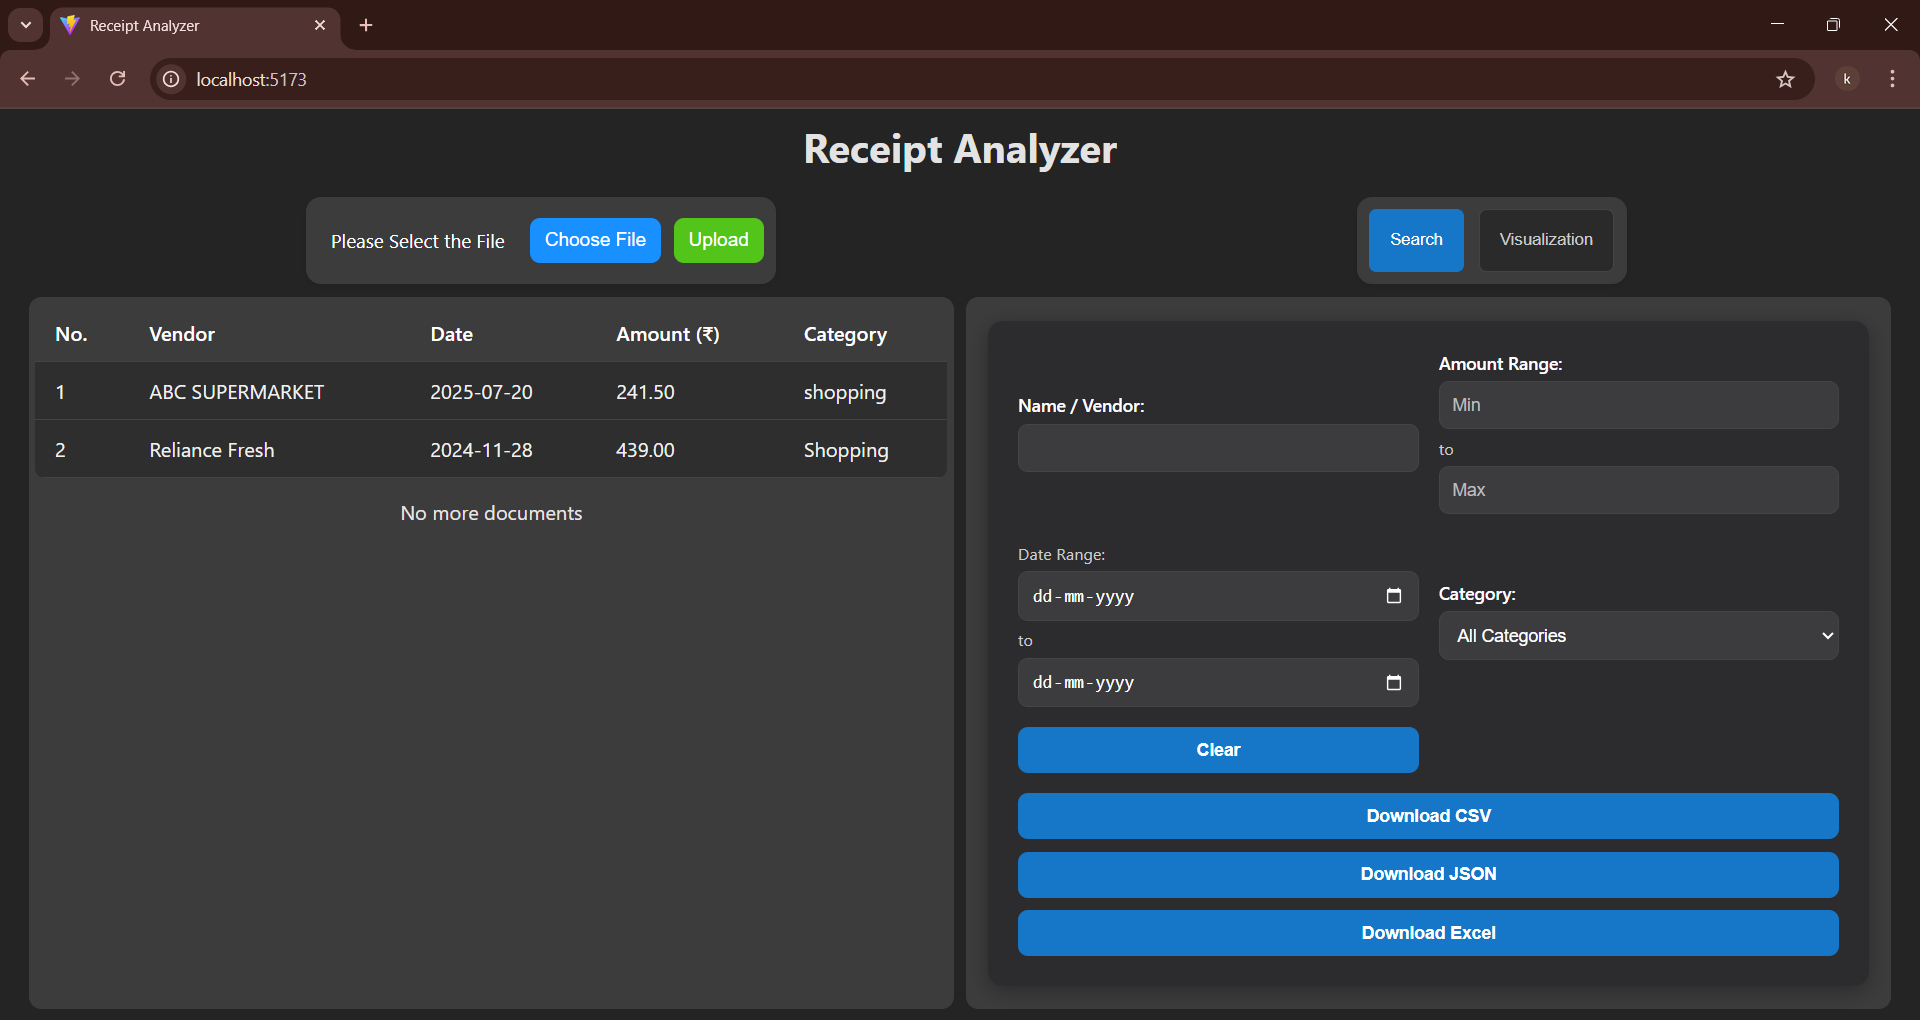 Receipt Analyzer
localhost:5173
k
Receipt Analyzer
Please Select the File
Choose File
Upload
Search
Visualization
No. Vendor Date Amount (₹) Category
1 ABC SUPERMARKET 2025-07-20 241.50 shopping
2 Reliance Fresh 2024-11-28 439.00 Shopping
No more documents
Name / Vendor:
Amount Range:
Min
to
Max
Date Range:
dd-mm-yyyy
to
dd-mm-yyyy
Category:
All Categories
Clear
Download CSV
Download JSON
Download Excel